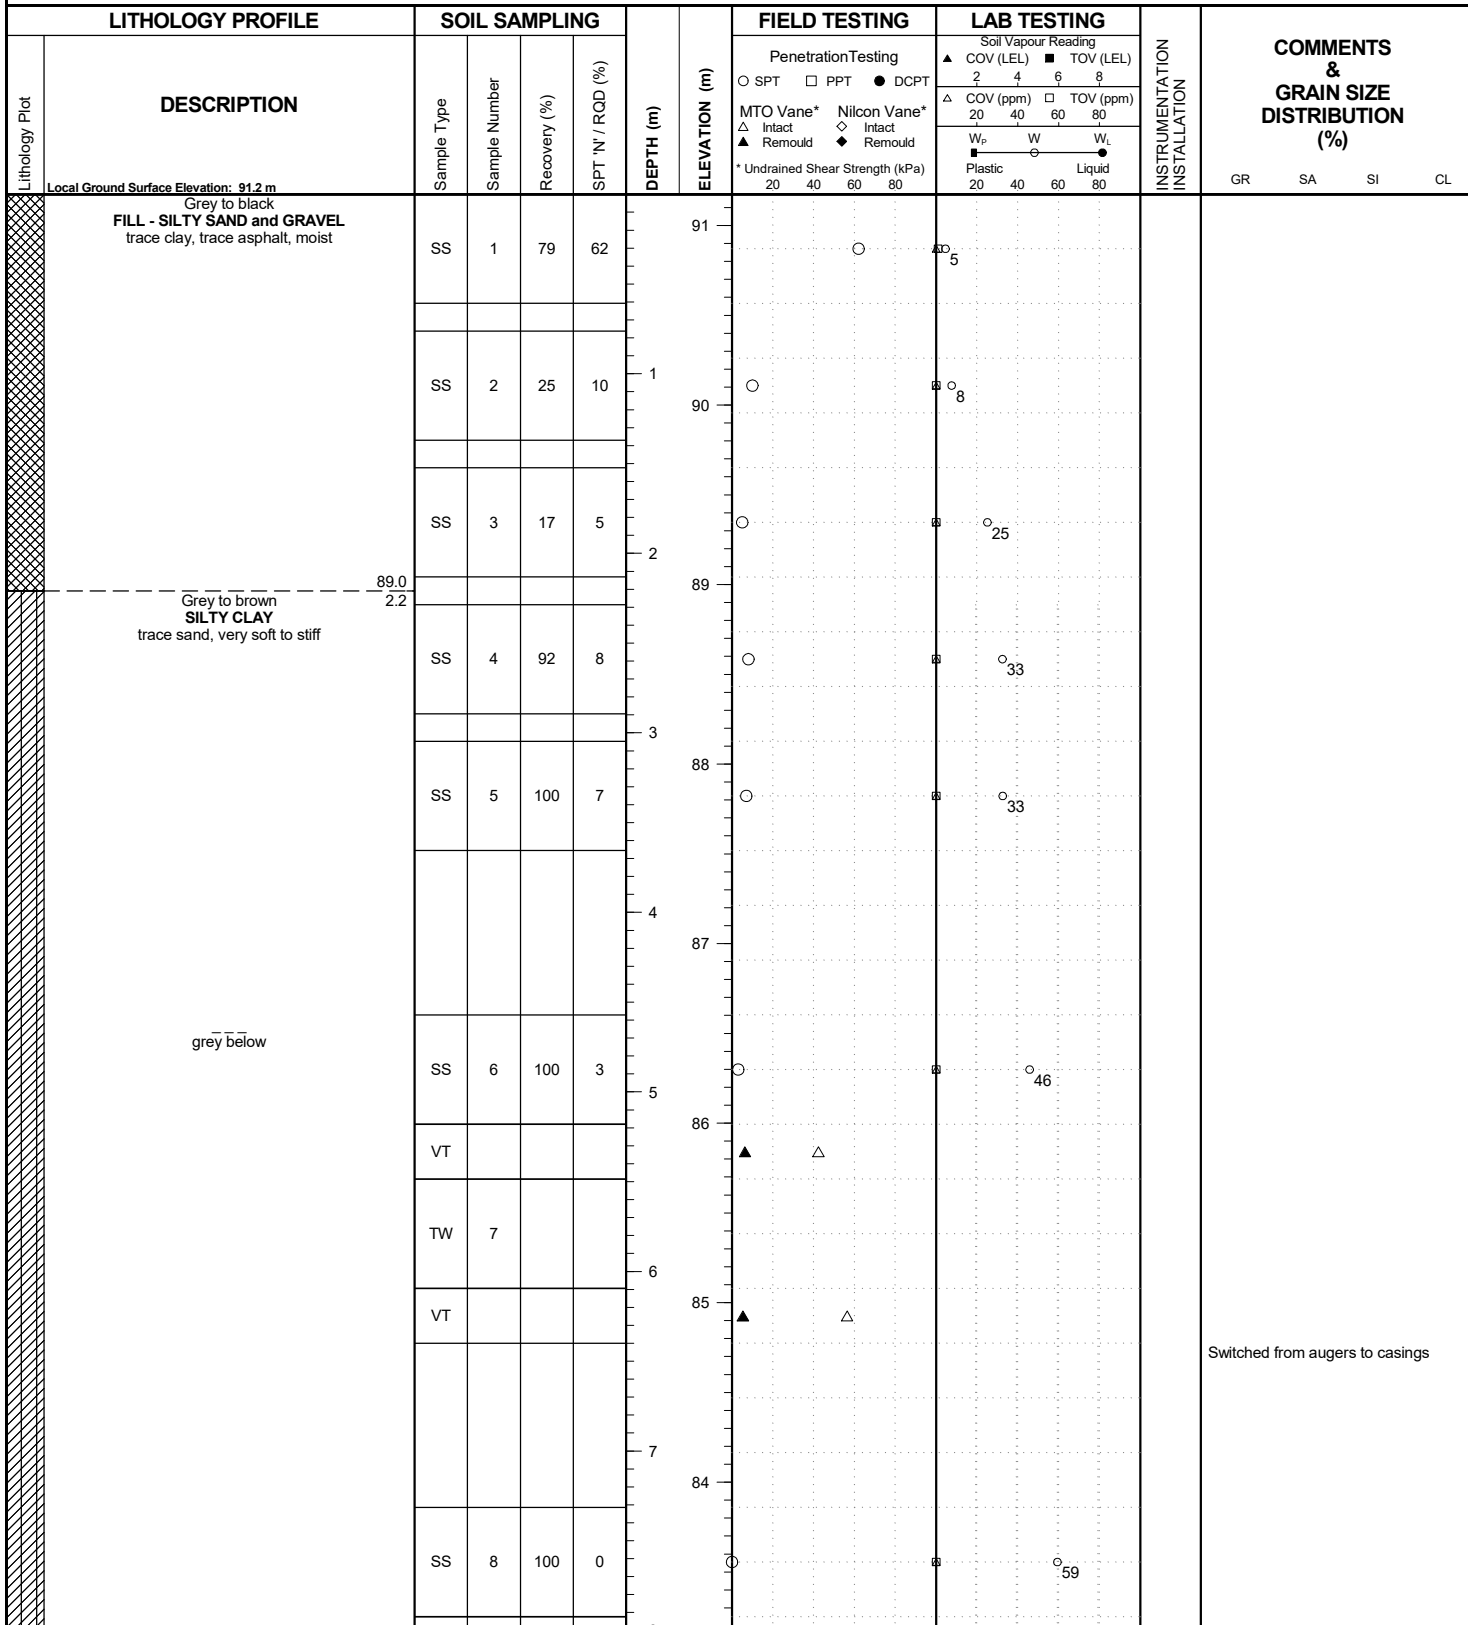 LITHOLOGY PROFILE
SOIL SAMPLING
FIELD TESTING
LAB TESTING
Lithology Plot
DESCRIPTION
Local Ground Surface Elevation: 91.2 m
Sample Type
Sample Number
Recovery (%)
SPT 'N' / RQD (%)
DEPTH (m)
ELEVATION (m)
PenetrationTesting
SPT PPT DCPT
MTO Vane* Nilcon Vane*
Intact Intact
Remould Remould
* Undrained Shear Strength (kPa)
20 40 60 80
Soil Vapour Reading
COV (LEL) TOV (LEL)
2 4 6 8
COV (ppm) TOV (ppm)
20 40 60 80
WP W WL
Plastic Liquid
20 40 60 80
INSTRUMENTATION
INSTALLATION
COMMENTS
&
GRAIN SIZE
DISTRIBUTION
(%)
GR SA SI CL
Grey to black
FILL - SILTY SAND and GRAVEL
trace clay, trace asphalt, moist
91
SS 1 79 62
5
1
SS 2 25 10
8
90
SS 3 17 5
25
2
89.0
89
2.2
Grey to brown
SILTY CLAY
trace sand, very soft to stiff
SS 4 92 8
33
3
88
SS 5 100 7
33
4
87
grey below
SS 6 100 3
46
5
86
VT
TW 7
6
85
VT
Switched from augers to casings
7
84
SS 8 100 0
59